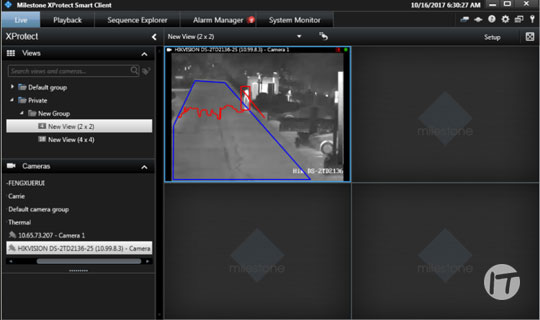 Milestone XProtect Smart Client
10/16/2017 6:30:27 AM
Live
Playback
Sequence Explorer
Alarm Manager
System Monitor
XProtect
New View (2 x 2)
Setup
Views
Search views and cameras...
Default group
Private
New Group
4 New View (2 x 2)
16 New View (4 x 4)
Cameras
-FENGXUERUI
Carrie
Default camera group
Thermal
10.65.73.207 - Camera 1
HIKVISION DS-2TD2136-25 (10.99.8.3) - Camera
HIKVISION DS-2TD2136-25 (10.99.8.3) - Camera 1
Hik DS-2TD2136
milestone
milestone
milestone
IT